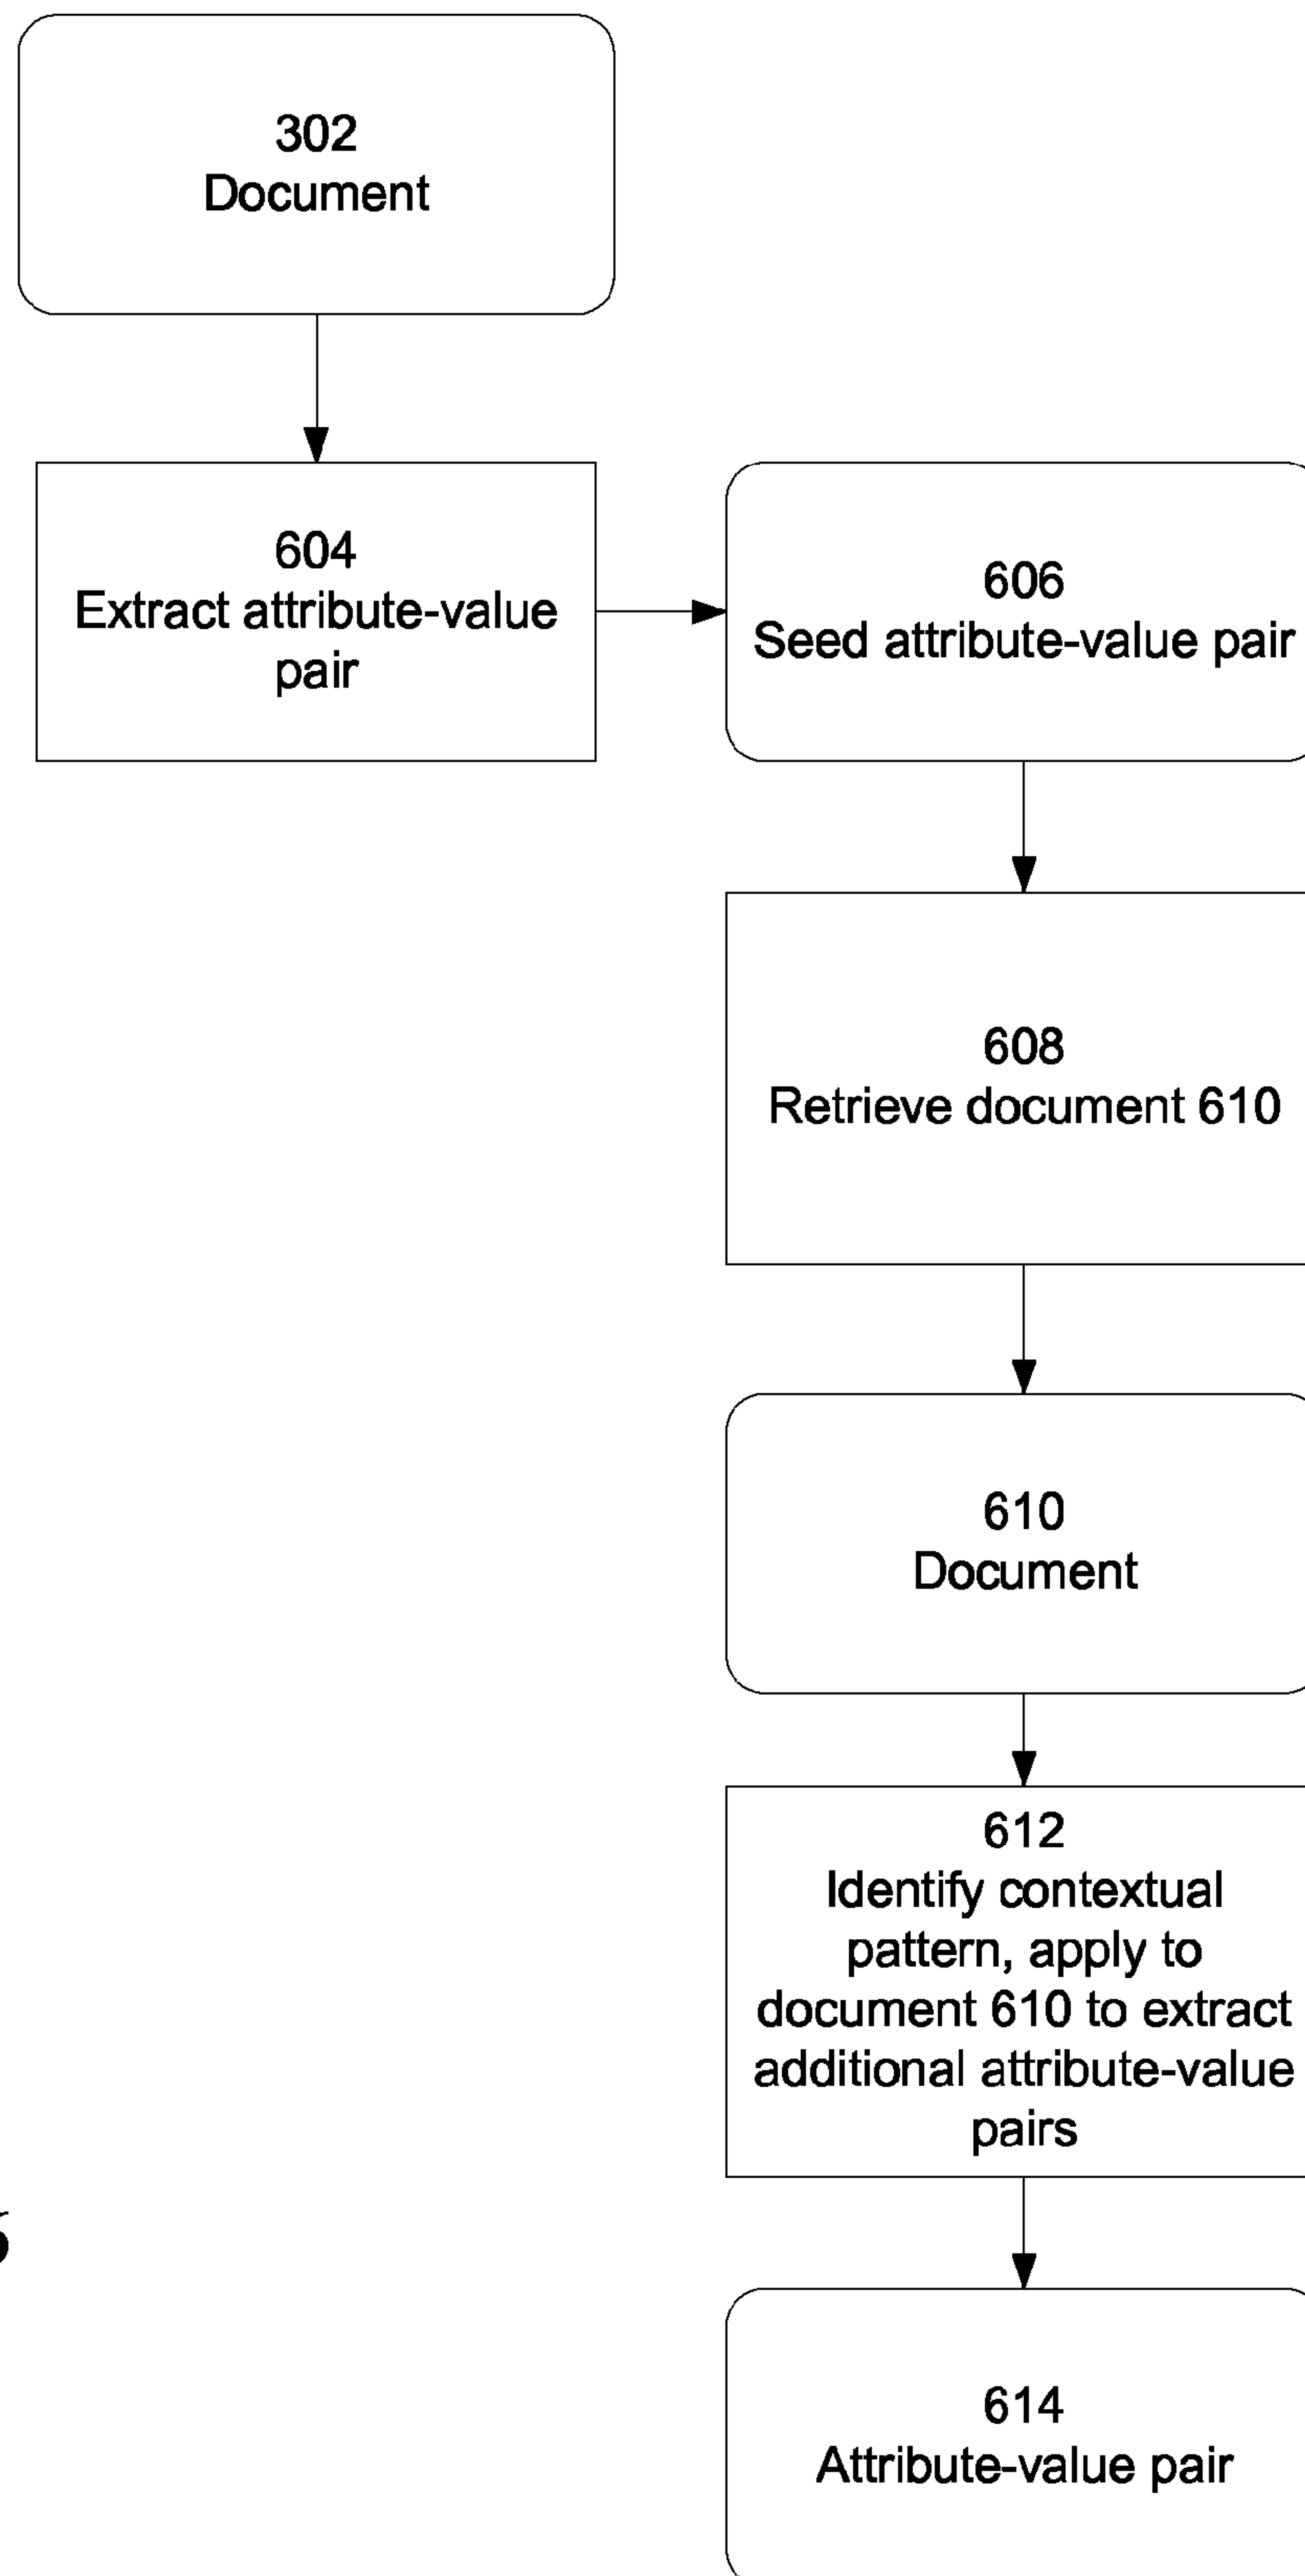 302
Document
604
Extract attribute-value
pair
606
Seed attribute-value pair
608
Retrieve document 610
610
Document
612
Identify contextual
pattern, apply to
document 610 to extract
additional attribute-value
pairs
614
Attribute-value pair